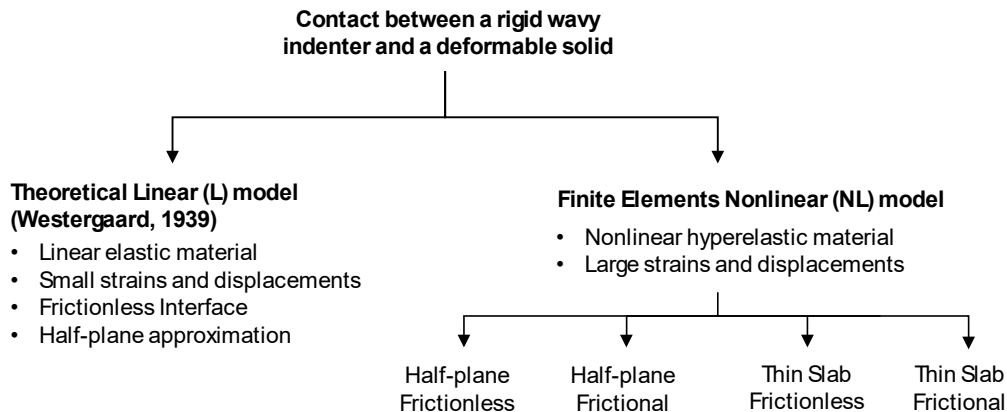 Contact between a rigid wavy
indenter and a deformable solid
Theoretical Linear (L) model
(Westergaard, 1939)
• Linear elastic material
• Small strains and displacements
• Frictionless Interface
• Half-plane approximation
Finite Elements Nonlinear (NL) model
• Nonlinear hyperelastic material
• Large strains and displacements
Half-plane
Frictionless
Half-plane
Frictional
Thin Slab
Frictionless
Thin Slab
Frictional